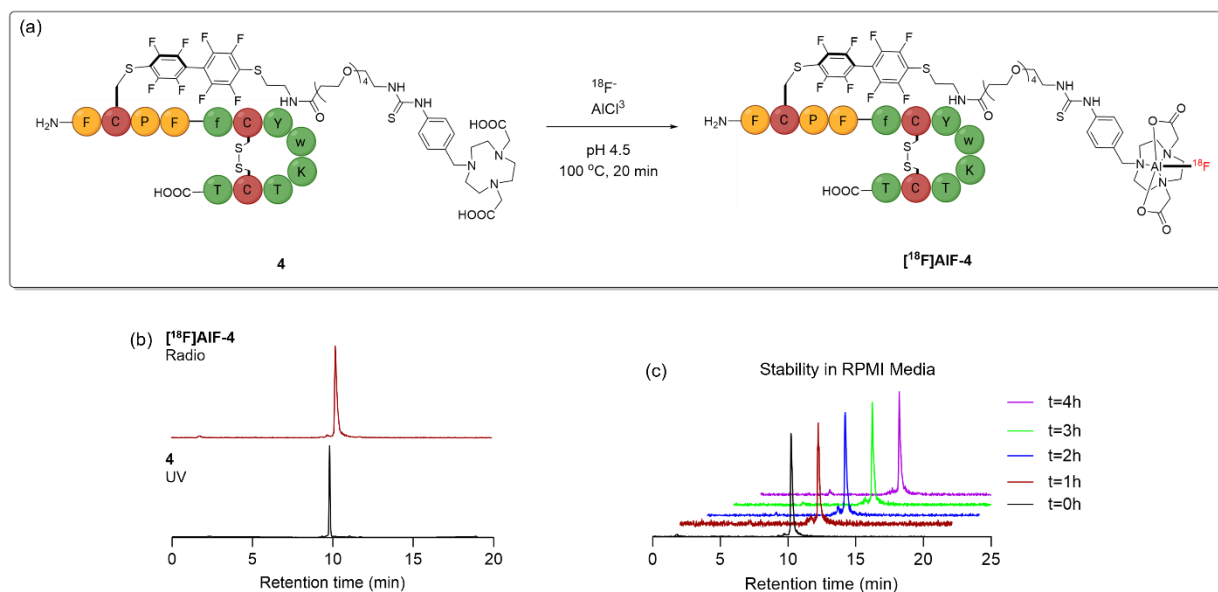 (a)
F F F F
S
F F F F
S
NH
O
O
4
NH
S
NH
H₂N F C P F f C Y w K T C T HOOC
S
S
HOOC
N
N N
HOOC
4
¹⁸F⁻
AlCl³
pH 4.5
100 °C, 20 min
F F F F
S
F F F F
S
NH
O
O
4
NH
S
NH
H₂N F C P F f C Y w K T C T HOOC
S
S
O
O
N
N Al ¹⁸F
N
O
O
[¹⁸F]AlF-4
(b)
[¹⁸F]AlF-4
Radio
4
UV
0 5 10 15 20
Retention time (min)
(c)
Stability in RPMI Media
t=4h
t=3h
t=2h
t=1h
t=0h
0 5 10 15 20 25
Retention time (min)